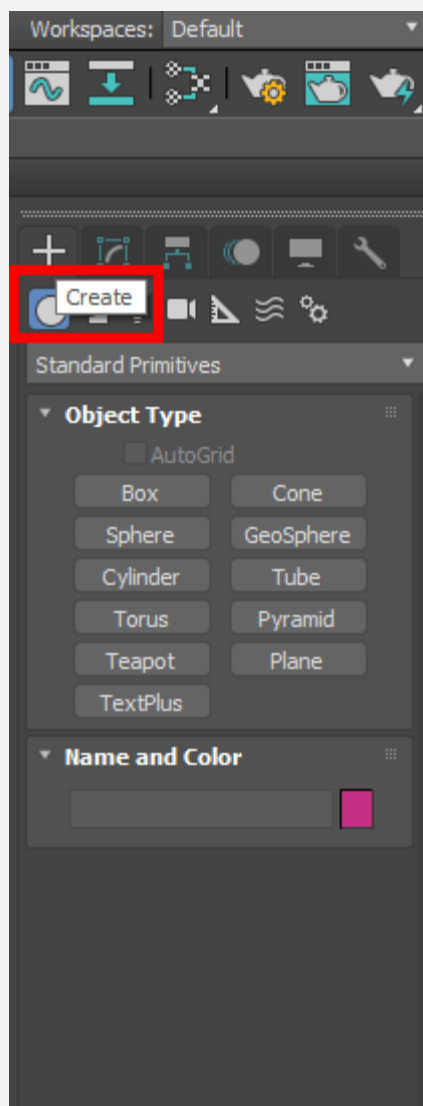 Workspaces: Default
Create
Standard Primitives
Object Type
AutoGrid
Box Cone
Sphere GeoSphere
Cylinder Tube
Torus Pyramid
Teapot Plane
TextPlus
Name and Color